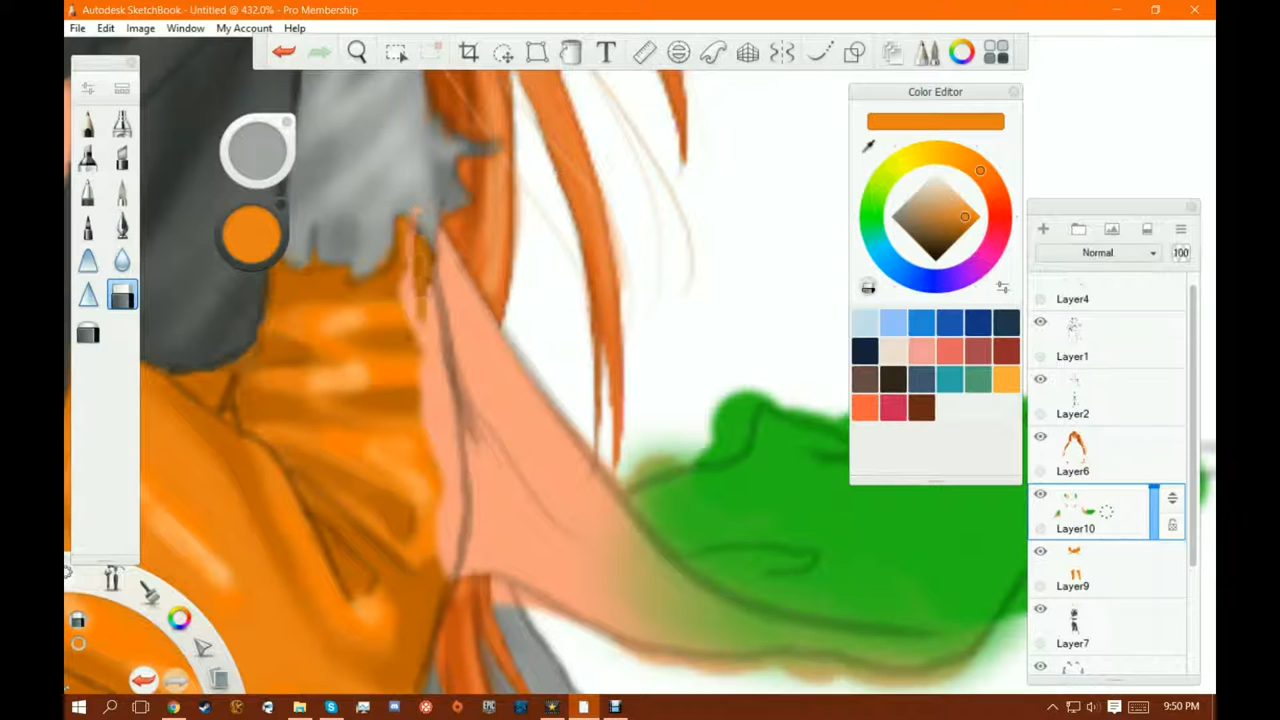 Autodesk SketchBook - Untitled @ 432.0% - Pro Membership
File Edit Image Window My Account Help
T
Color Editor
Normal 100
Layer4
Layer1
Layer2
Layer6
Layer10
Layer9
Layer7
EPIC
9:50 PM